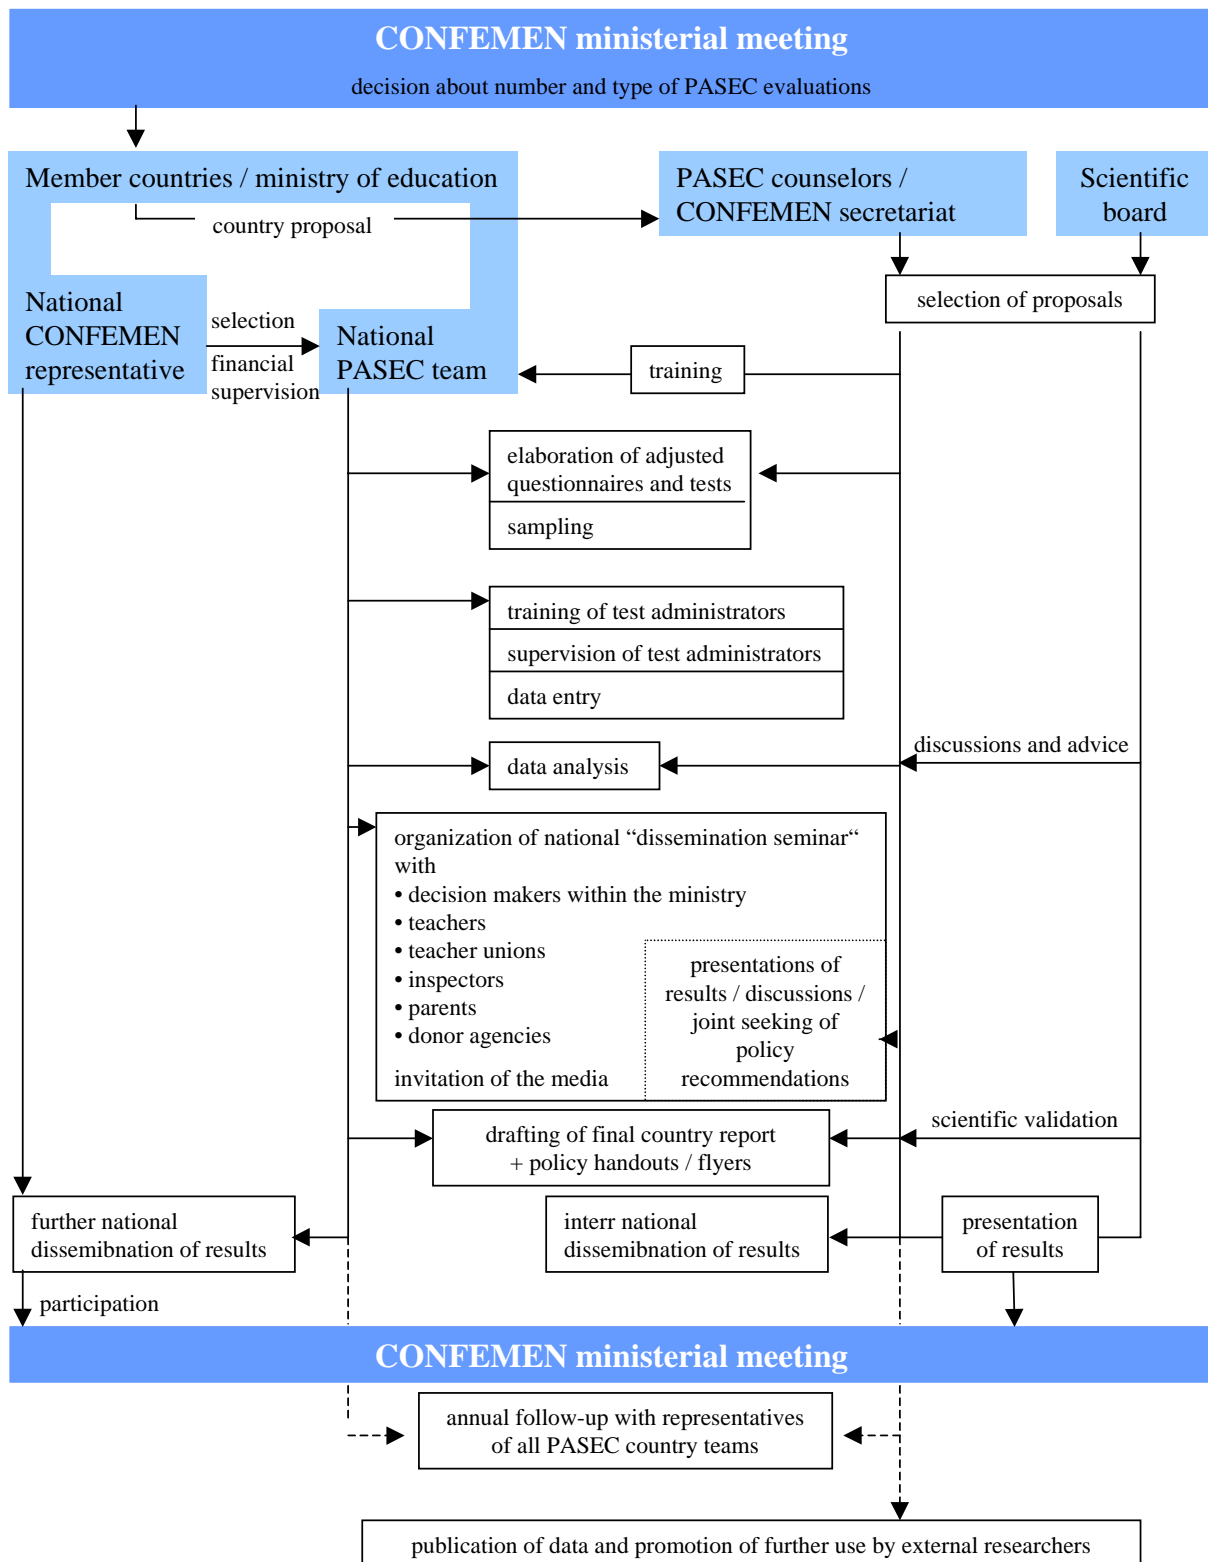 CONFEMEN ministerial meeting
decision about number and type of PASEC evaluations
Member countries / ministry of education
country proposal
PASEC counselors /
CONFEMEN secretariat
Scientific
board
selection of proposals
National
CONFEMEN
representative
selection
financial
supervision
National
PASEC team
training
elaboration of adjusted
questionnaires and tests
sampling
training of test administrators
supervision of test administrators
data entry
data analysis
discussions and advice
organization of national “dissemination seminar“
with
• decision makers within the ministry
• teachers
• teacher unions
• inspectors
• parents
• donor agencies
invitation of the media
presentations of
results / discussions /
joint seeking of
policy
recommendations
drafting of final country report
+ policy handouts / flyers
scientific validation
further national
dissemibnation of results
interr national
dissemibnation of results
presentation
of results
participation
CONFEMEN ministerial meeting
annual follow-up with representatives
of all PASEC country teams
publication of data and promotion of further use by external researchers